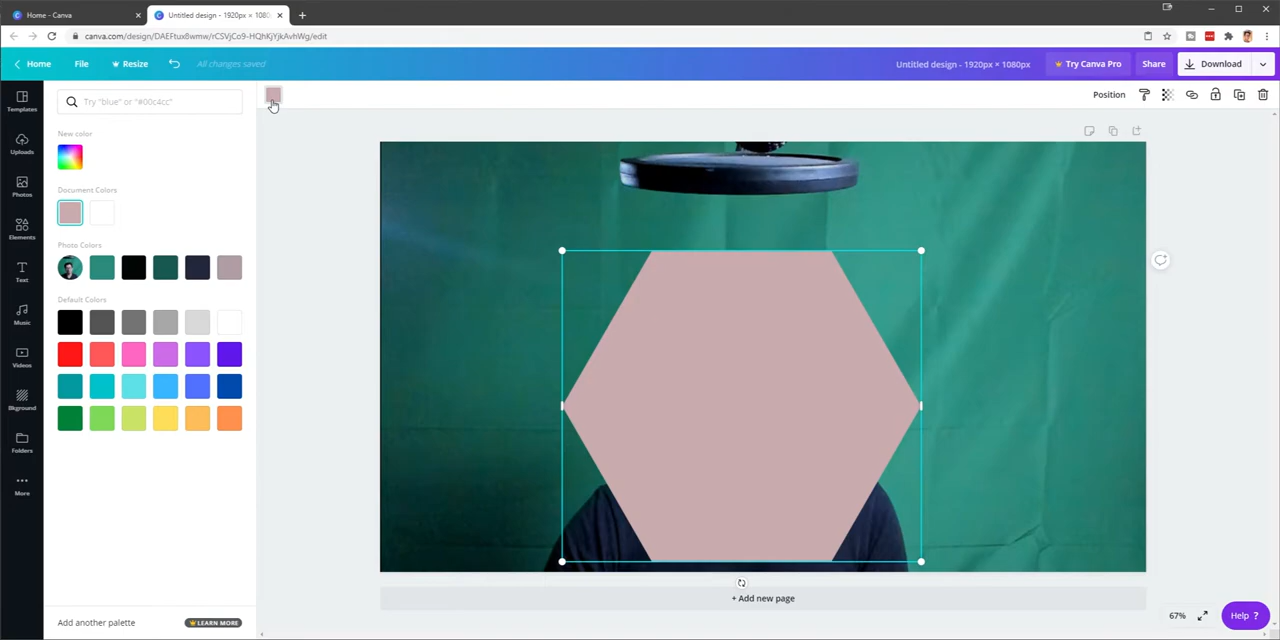 Home - Canva
Untitled design - 1920px × 1080p
canva.com/design/DAEFtux8wmw/rCSVjCo9-HQhKjYjkAvhWg/edit
Home
File
Resize
All changes saved
Untitled design - 1920px × 1080px
Try Canva Pro
Share
Download
Templates
Uploads
Photos
Elements
Text
Music
Videos
Bkground
Folders
More
Try "blue" or "#00c4cc"
New color
Document Colors
Photo Colors
Default Colors
Add another palette
LEARN MORE
Position
+ Add new page
67%
Help ?